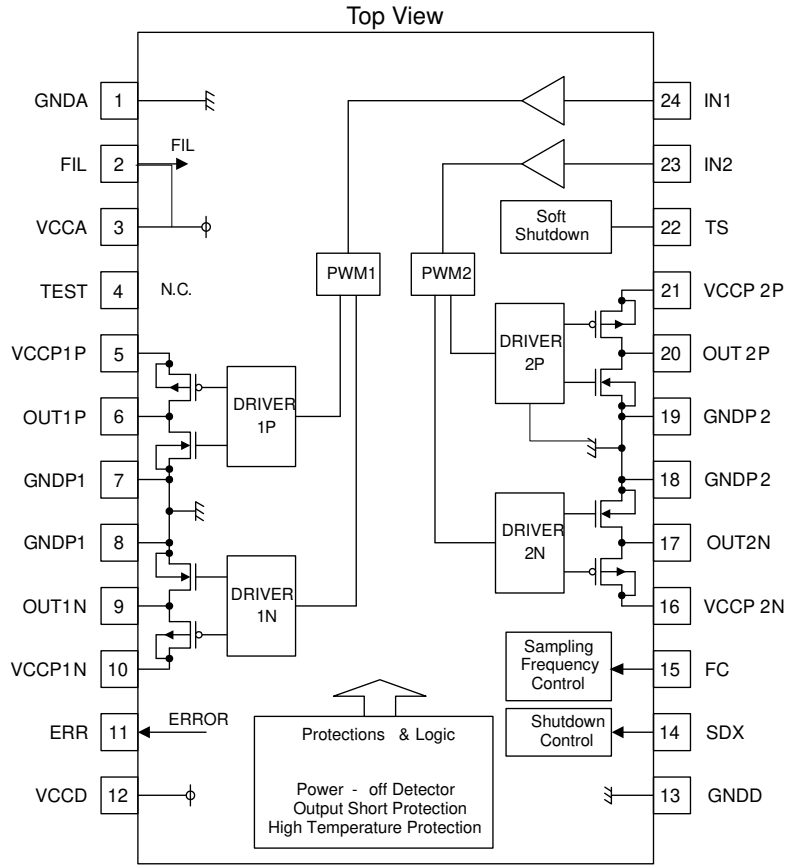 Top View
GNDA 1
24 IN1
FIL 2 FIL
23 IN2
VCCA 3
Soft
Shutdown
22 TS
TEST 4 N.C.
PWM1
PWM2
21 VCCP 2P
VCCP1P 5
DRIVER
2P
20 OUT 2P
OUT1P 6
DRIVER
1P
19 GNDP 2
GNDP1 7
18 GNDP 2
GNDP1 8
DRIVER
2N
17 OUT2N
OUT1N 9
DRIVER
1N
16 VCCP 2N
VCCP1N 10
Sampling
Frequency
Control
15 FC
ERR 11 ERROR
Shutdown
Control
14 SDX
VCCD 12
13 GNDD
Protections & Logic
Power - off Detector
Output Short Protection
High Temperature Protection